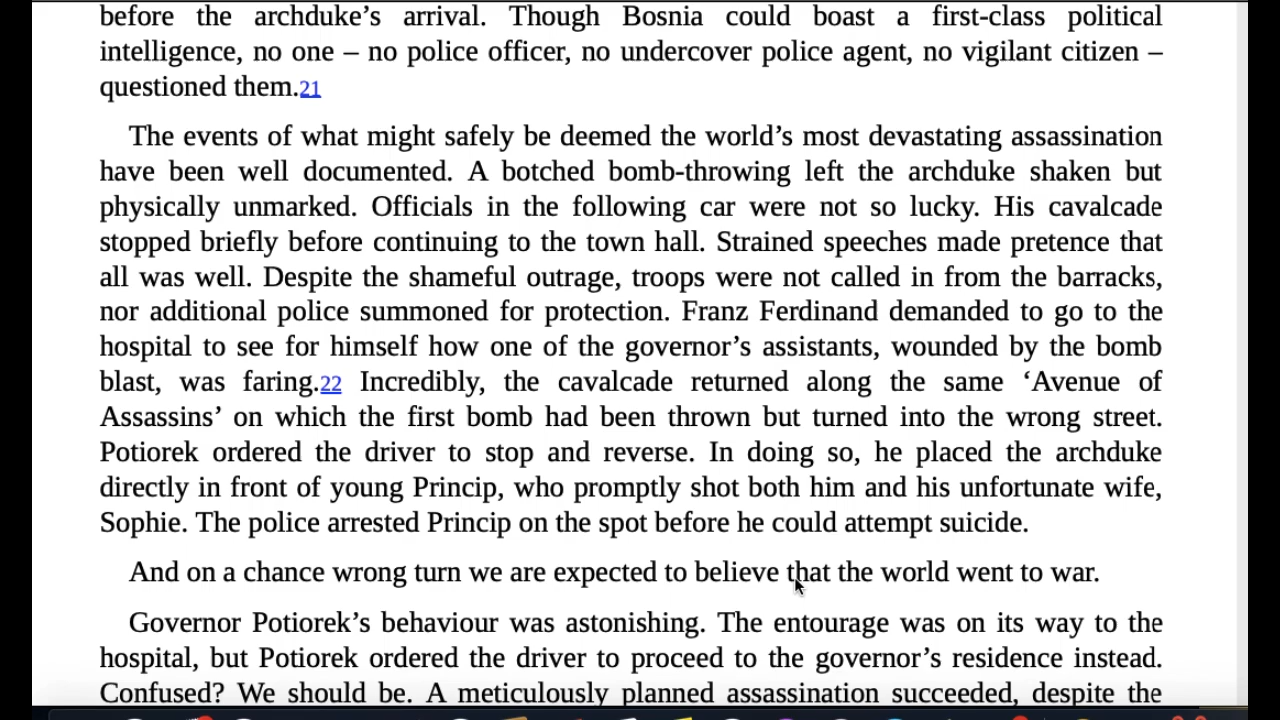 before the archduke’s arrival. Though Bosnia could boast a first-class political
intelligence, no one – no police officer, no undercover police agent, no vigilant citizen –
questioned them.21
The events of what might safely be deemed the world’s most devastating assassination
have been well documented. A botched bomb-throwing left the archduke shaken but
physically unmarked. Officials in the following car were not so lucky. His cavalcade
stopped briefly before continuing to the town hall. Strained speeches made pretence that
all was well. Despite the shameful outrage, troops were not called in from the barracks,
nor additional police summoned for protection. Franz Ferdinand demanded to go to the
hospital to see for himself how one of the governor’s assistants, wounded by the bomb
blast, was faring.22 Incredibly, the cavalcade returned along the same ‘Avenue of
Assassins’ on which the first bomb had been thrown but turned into the wrong street.
Potiorek ordered the driver to stop and reverse. In doing so, he placed the archduke
directly in front of young Princip, who promptly shot both him and his unfortunate wife,
Sophie. The police arrested Princip on the spot before he could attempt suicide.
And on a chance wrong turn we are expected to believe that the world went to war.
Governor Potiorek’s behaviour was astonishing. The entourage was on its way to the
hospital, but Potiorek ordered the driver to proceed to the governor’s residence instead.
Confused? We should be. A meticulously planned assassination succeeded, despite the